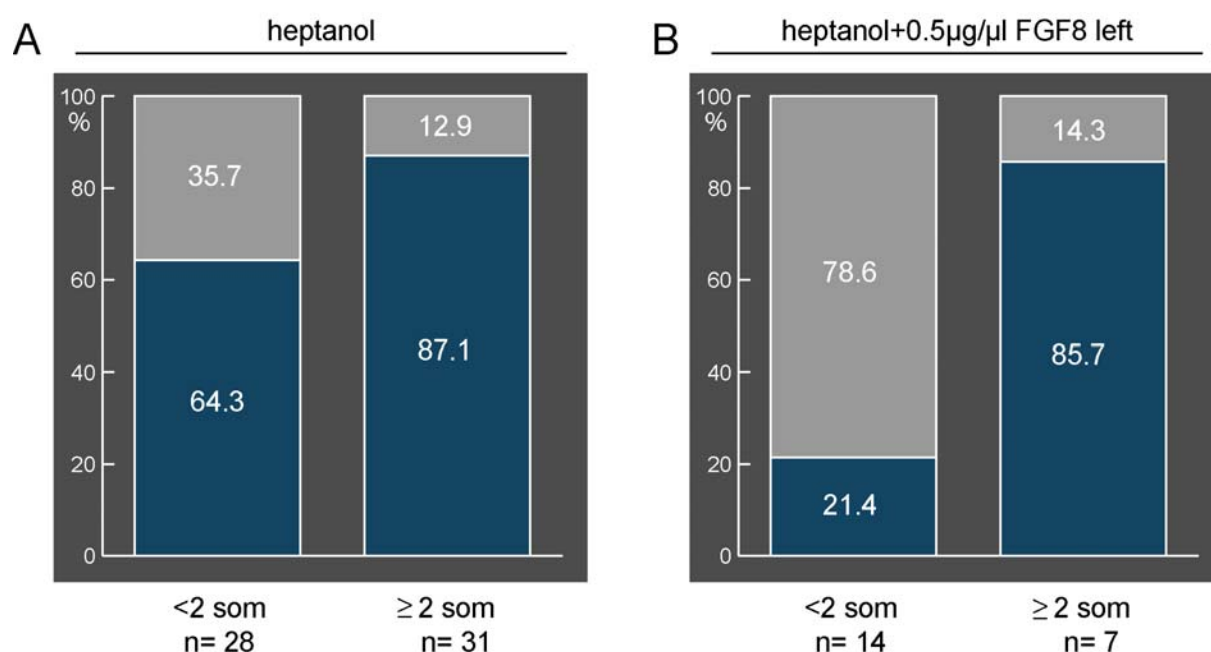 A
heptanol
100
%
80
60
40
20
0
35.7
64.3
12.9
87.1
<2 som
n= 28
≥ 2 som
n= 31
B
heptanol+0.5µg/µl FGF8 left
100
%
80
60
40
20
0
78.6
21.4
14.3
85.7
<2 som
n= 14
≥ 2 som
n= 7